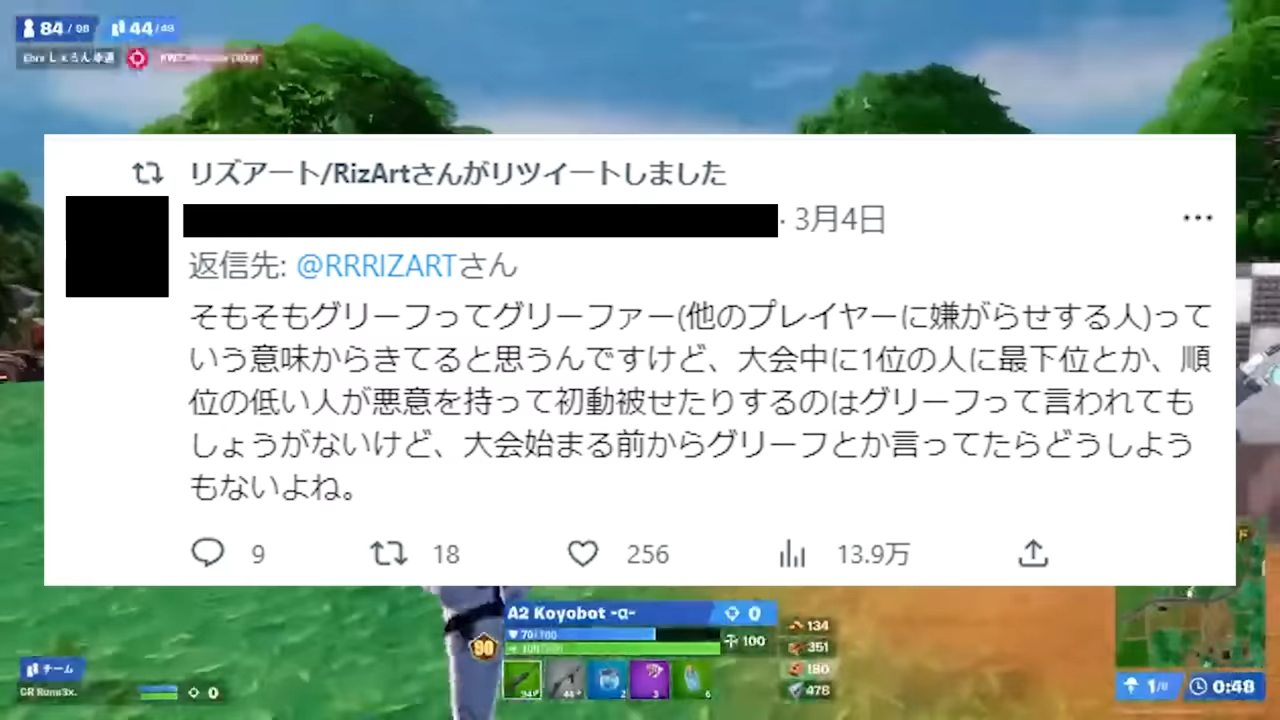 84 / 98 44/49
リズアート/RizArtさんがリツイートしました
· 3月4日
返信先: @RRRIZARTさん
そもそもグリーフってグリーファー(他のプレイヤーに嫌がらせする人)って
いう意味からきてると思うんですけど、大会中に1位の人に最下位とか、順
位の低い人が悪意を持って初動被せたりするのはグリーフって言われても
しょうがないけど、大会始まる前からグリーフとか言ってたらどうしよう
もないよね。
9 18 256 13.9万
A2 Koyobot -α- 0
70/100 100
90
134
351
180
478
チーム
0
1/8 0:48